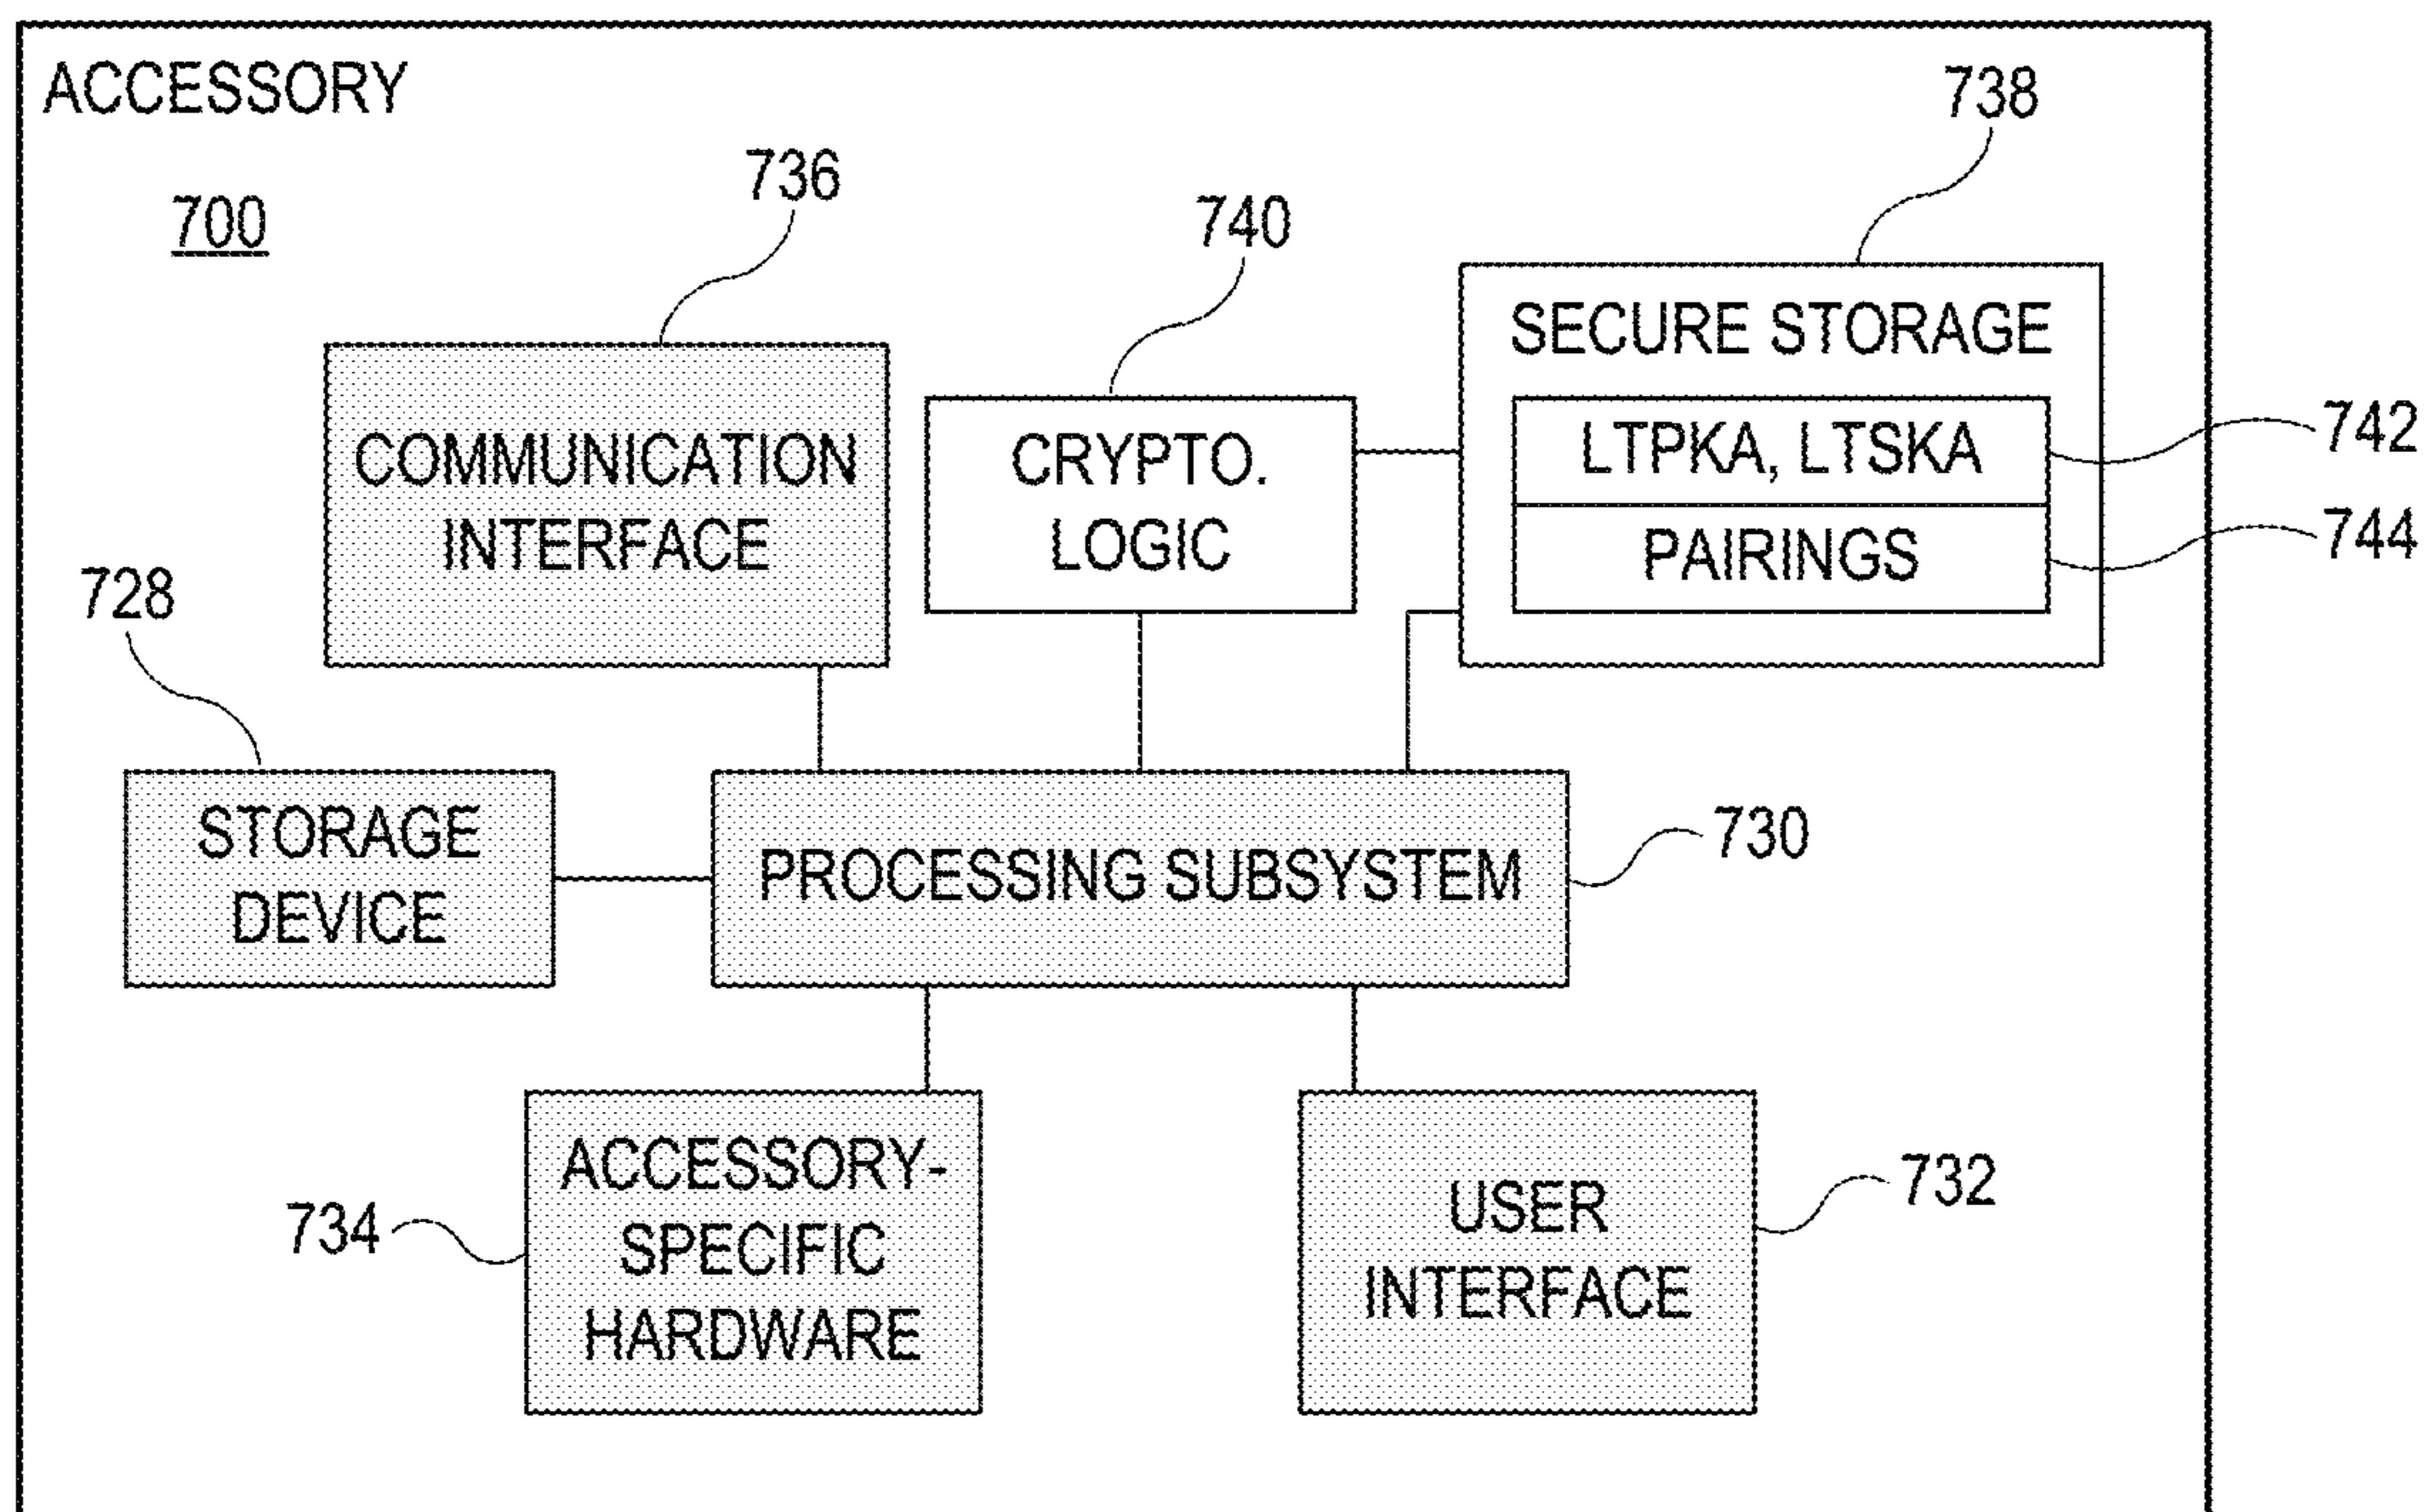 ACCESSORY
700
736
740
738
SECURE STORAGE
COMMUNICATION
INTERFACE
CRYPTO.
LOGIC
LTPKA, LTSKA
742
PAIRINGS
744
728
STORAGE
DEVICE
PROCESSING SUBSYSTEM
730
ACCESSORY-
SPECIFIC
HARDWARE
734
USER
INTERFACE
732